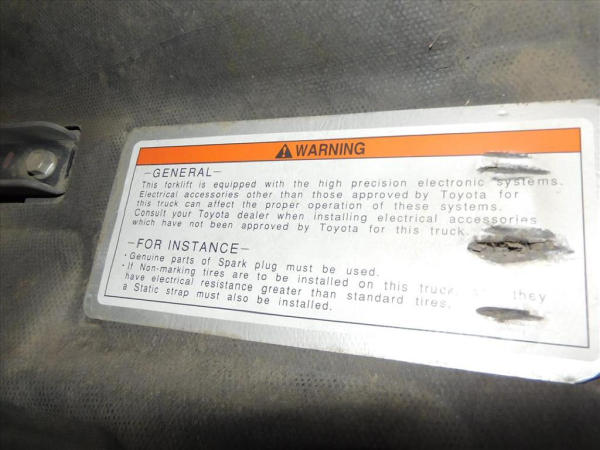 WARNING
-GENERAL-
This forklift is equipped with the high precision electronic systems.
Electrical accessories other than those approved by Toyota for
this truck can affect the proper operation of these systems.
Consult your Toyota dealer when installing electrical accessories
which have not been approved by Toyota for this truck.
-FOR INSTANCE-
・Genuine parts of Spark plug must be used.
・If Non-marking tires are to be installed on this truck, they
have electrical resistance greater than standard tires,
a Static strap must also be installed.